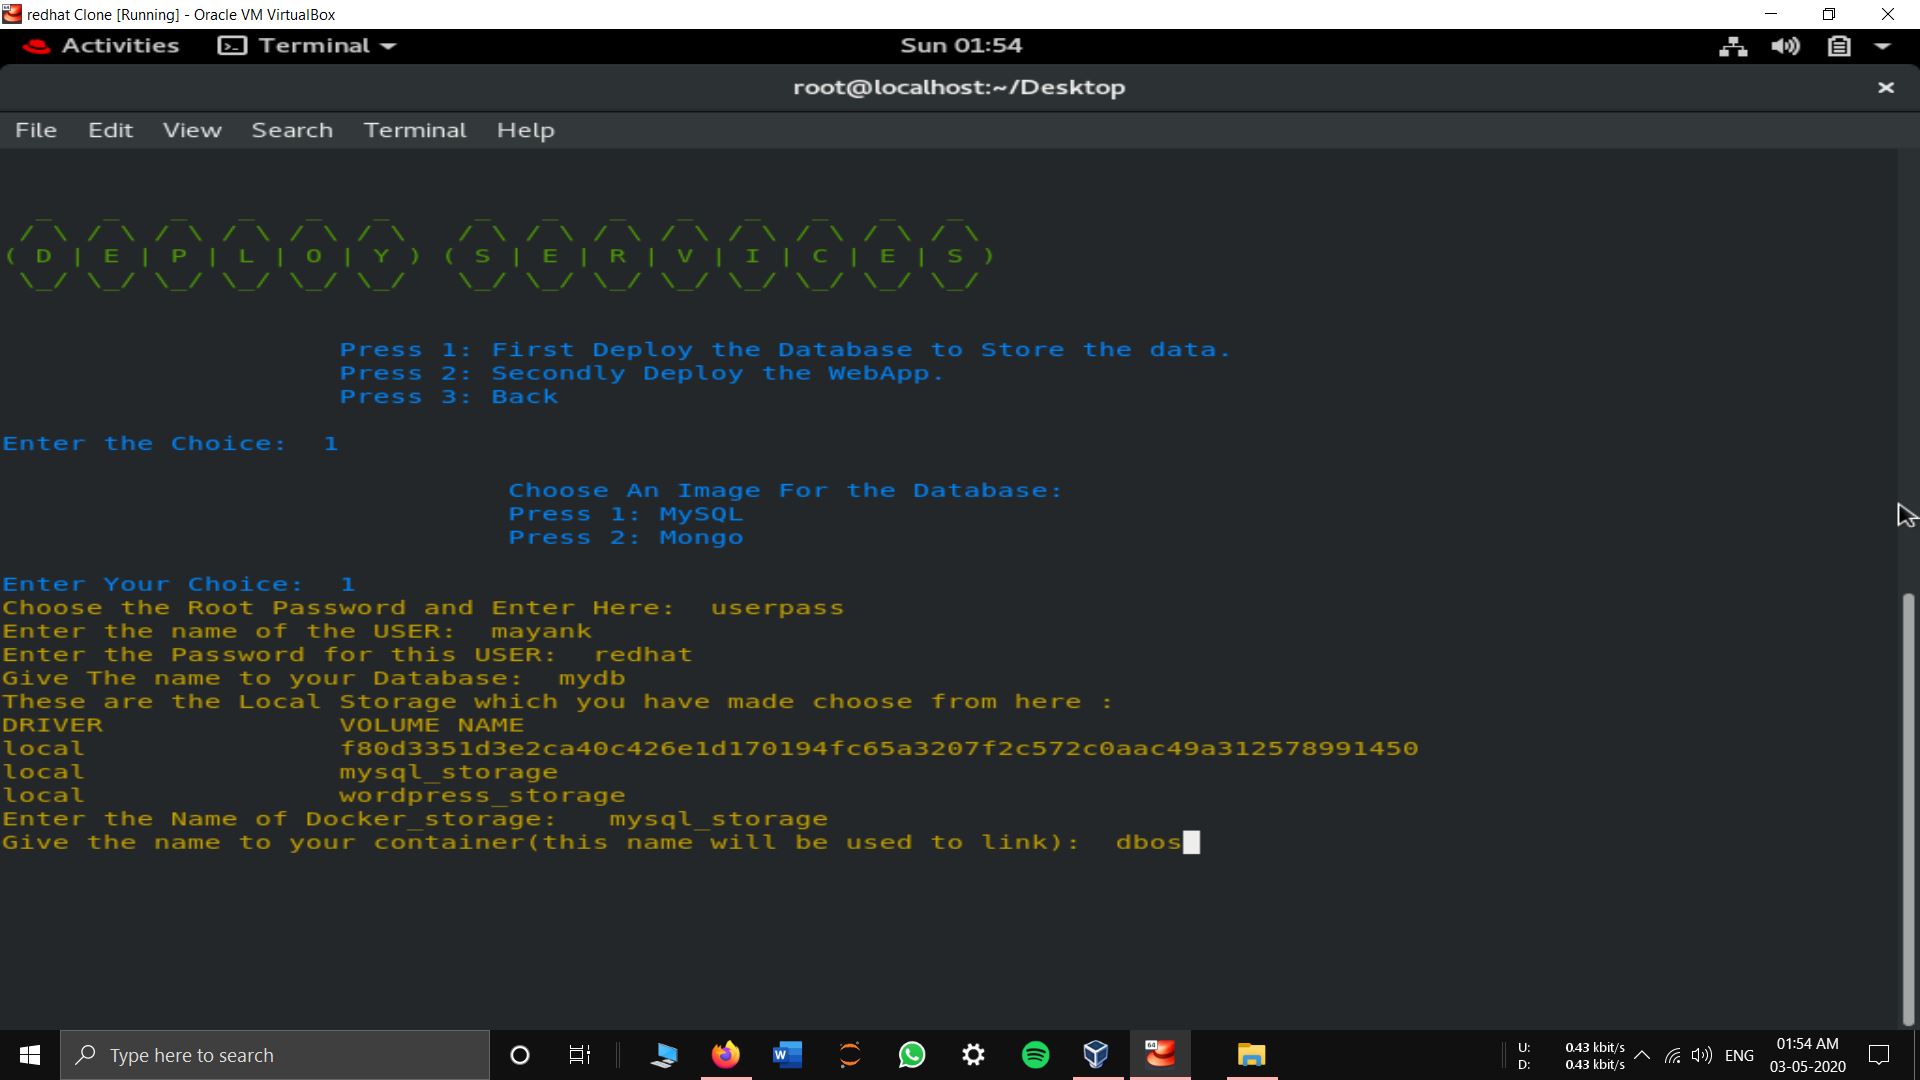 redhat Clone [Running] - Oracle VM VirtualBox
Activities Terminal Sun 01:54
root@localhost:~/Desktop
File Edit View Search Terminal Help
( D | E | P | L | O | Y ) ( S | E | R | V | I | C | E | S )
Press 1: First Deploy the Database to Store the data.
Press 2: Secondly Deploy the WebApp.
Press 3: Back
Enter the Choice: 1
Choose An Image For the Database:
Press 1: MySQL
Press 2: Mongo
Enter Your Choice: 1
Choose the Root Password and Enter Here: userpass
Enter the name of the USER: mayank
Enter the Password for this USER: redhat
Give The name to your Database: mydb
These are the Local Storage which you have made choose from here :
DRIVER VOLUME NAME
local f80d3351d3e2ca40c426e1d170194fc65a3207f2c572c0aac49a312578991450
local mysql_storage
local wordpress_storage
Enter the Name of Docker_storage: mysql_storage
Give the name to your container(this name will be used to link): dbos
Type here to search
U: 0.43 kbit/s
D: 0.43 kbit/s
ENG
01:54 AM
03-05-2020